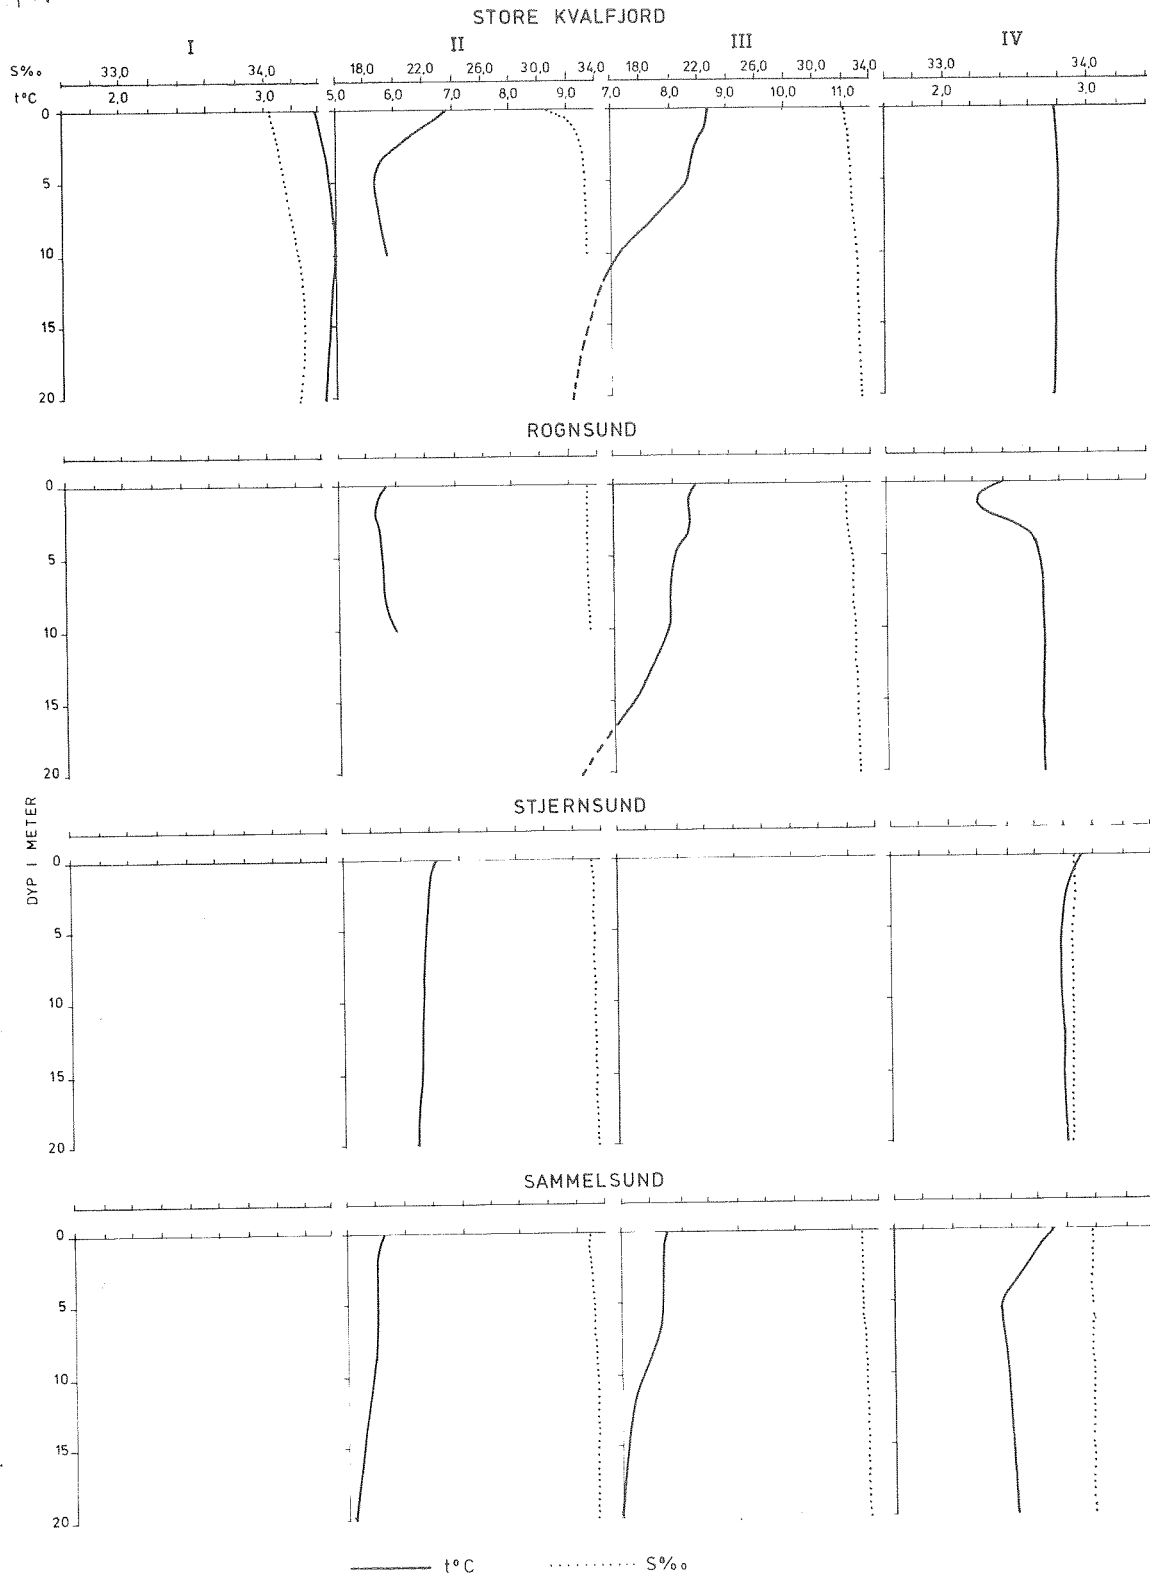 STORE KVALFJORD
I II III IV
S‰ 33,0 34,0 18,0 22,0 26,0 30,0 34,0 18,0 22,0 26,0 30,0 34,0 33,0 34,0
t°C 2,0 3,0 5,0 6,0 7,0 8,0 9,0 7,0 8,0 9,0 10,0 11,0 2,0 3,0
0
5
10
15
20
ROGNSUND
0
5
10
15
20
DYP I METER
STJERNSUND
0
5
10
15
20
SAMMELSUND
0
5
10
15
20
t°C S‰